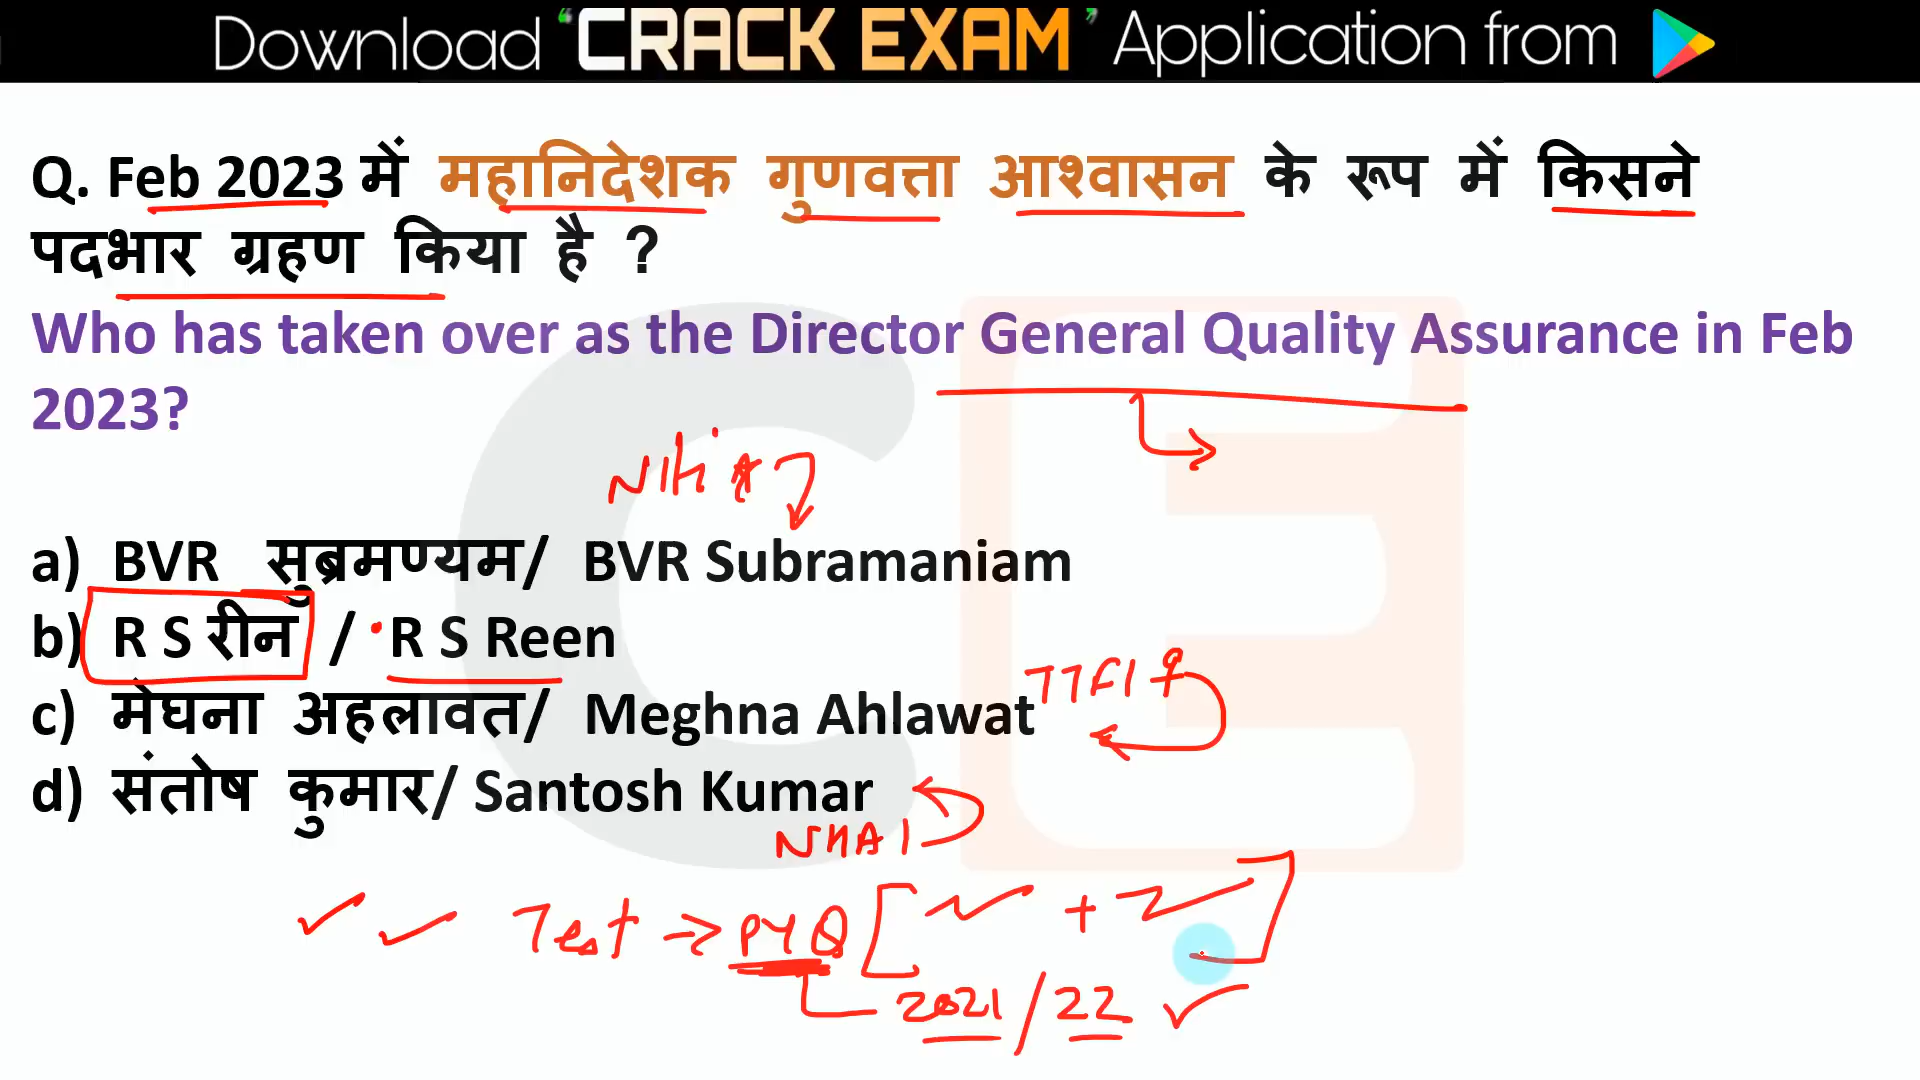 Download “CRACK EXAM” Application from
Q. Feb 2023 में महानिदेशक गुणवत्ता आश्वासन के रूप में किसने
पदभार ग्रहण किया है ?
Who has taken over as the Director General Quality Assurance in Feb
2023?
a) BVR सुब्रमण्यम/ BVR Subramaniam
b) R S रीन / R S Reen
c) मेघना अहलावत/ Meghna Ahlawat
TTFI
d) संतोष कुमार/ Santosh Kumar
NHAI
Test → PYQ [ + ]
2021/22